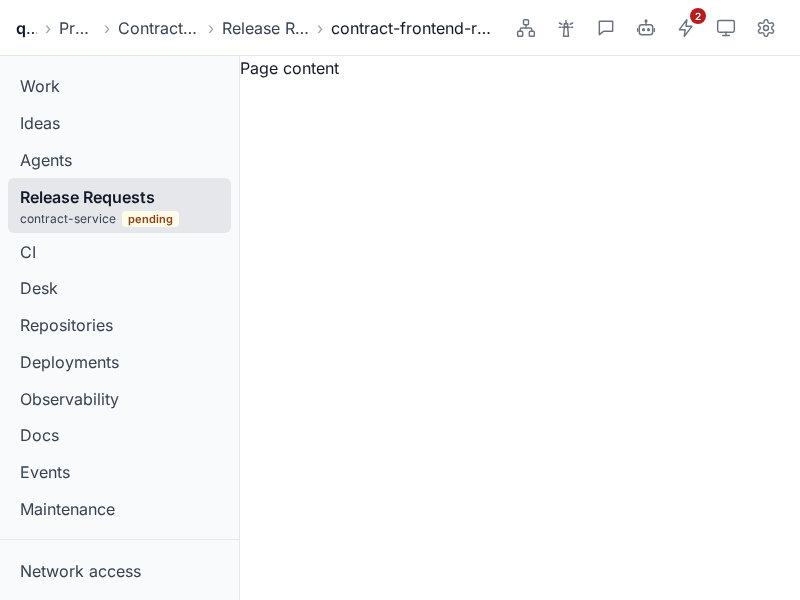 q... › Pr... › Contract... › Release R... › contract-frontend-r... 2
Work
Page content
Ideas
Agents
Release Requests
contract-service pending
CI
Desk
Repositories
Deployments
Observability
Docs
Events
Maintenance
Network access